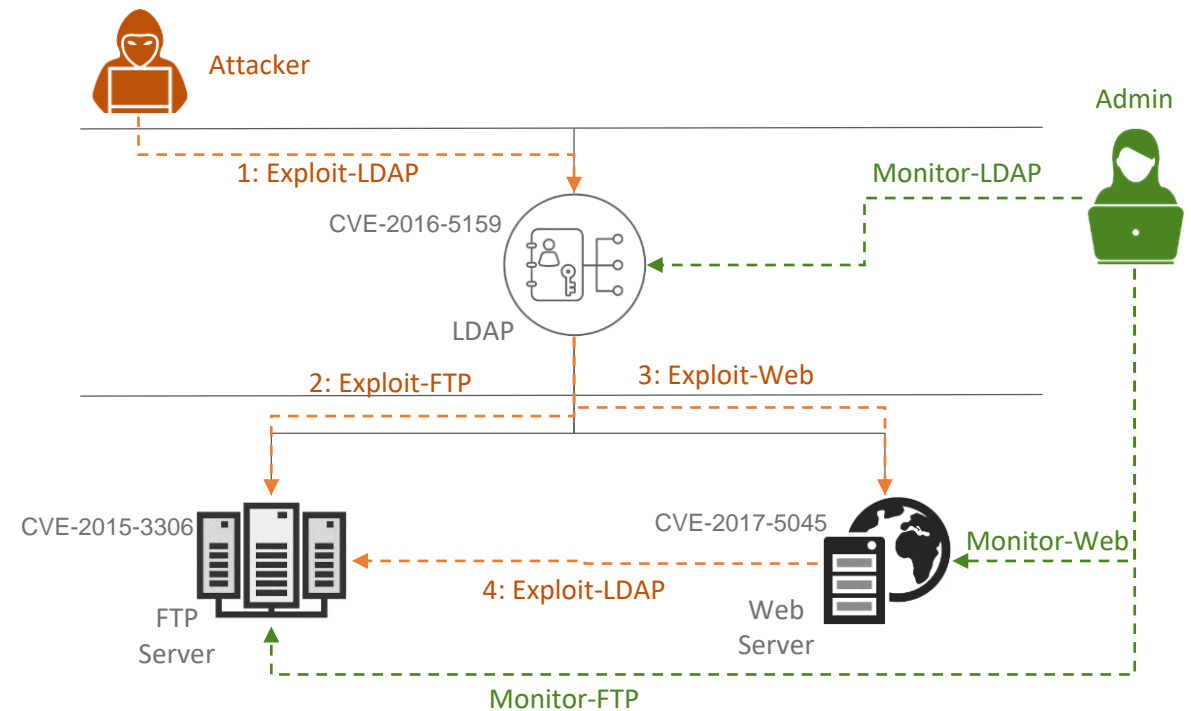 Attacker
Admin
1: Exploit-LDAP
Monitor-LDAP
CVE-2016-5159
LDAP
2: Exploit-FTP
3: Exploit-Web
CVE-2015-3306
CVE-2017-5045
Monitor-Web
4: Exploit-LDAP
FTP
Server
Web
Server
Monitor-FTP